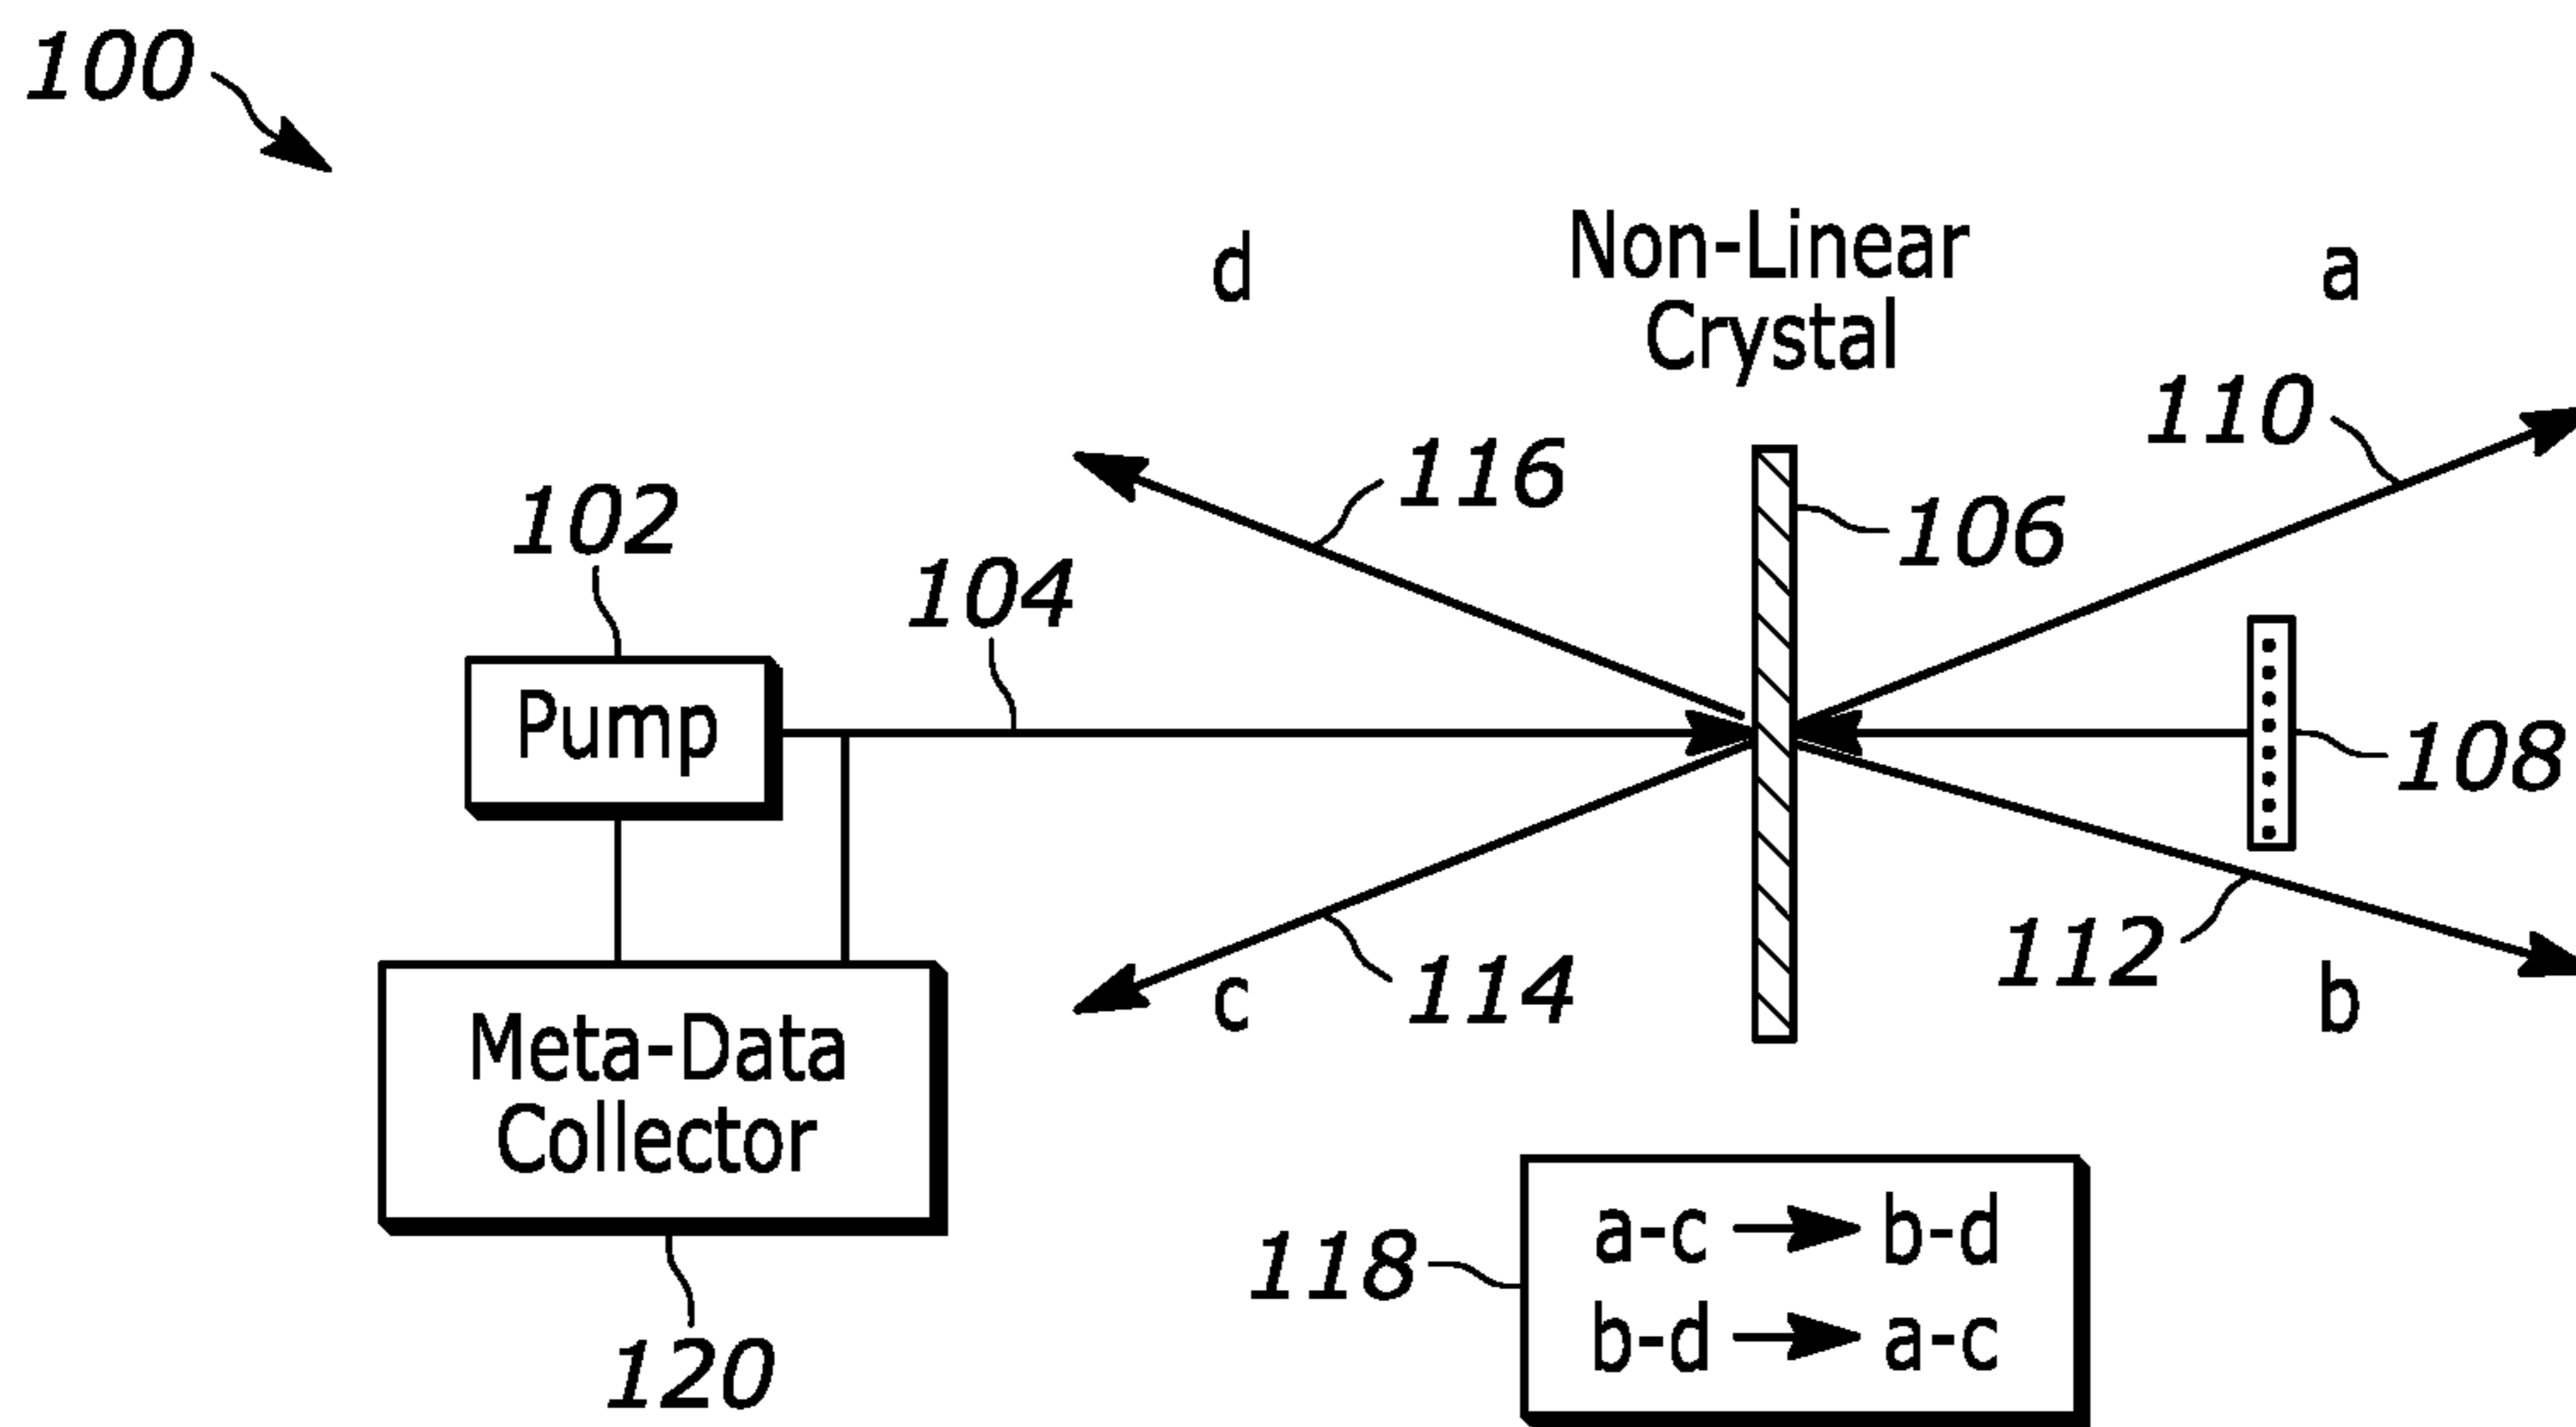 100
d
Non-Linear
Crystal
a
110
116
102
106
104
Pump
108
112
114
c
b
Meta-Data
Collector
118
a-c → b-d
b-d → a-c
120